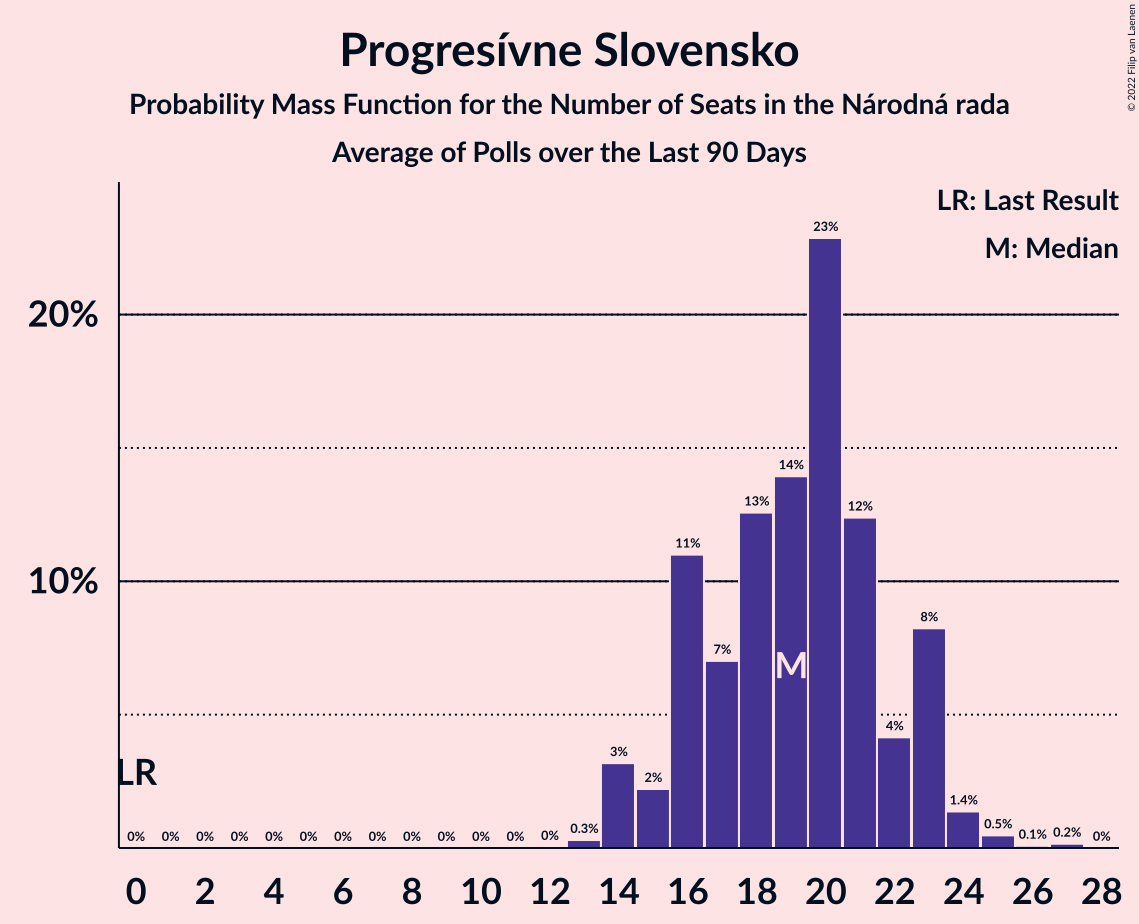 Progresívne Slovensko
Probability Mass Function for the Number of Seats in the Národná rada
Average of Polls over the Last 90 Days
© 2022 Filip van Laenen
LR: Last Result
M: Median
20%
10%
0% 0% 0% 0% 0% 0% 0% 0% 0% 0% 0% 0% 0% 0.3% 3% 2% 11% 7% 13% 14% 23% 12% 4% 8% 1.4% 0.5% 0.1% 0.2% 0%
LR
M
0 2 4 6 8 10 12 14 16 18 20 22 24 26 28